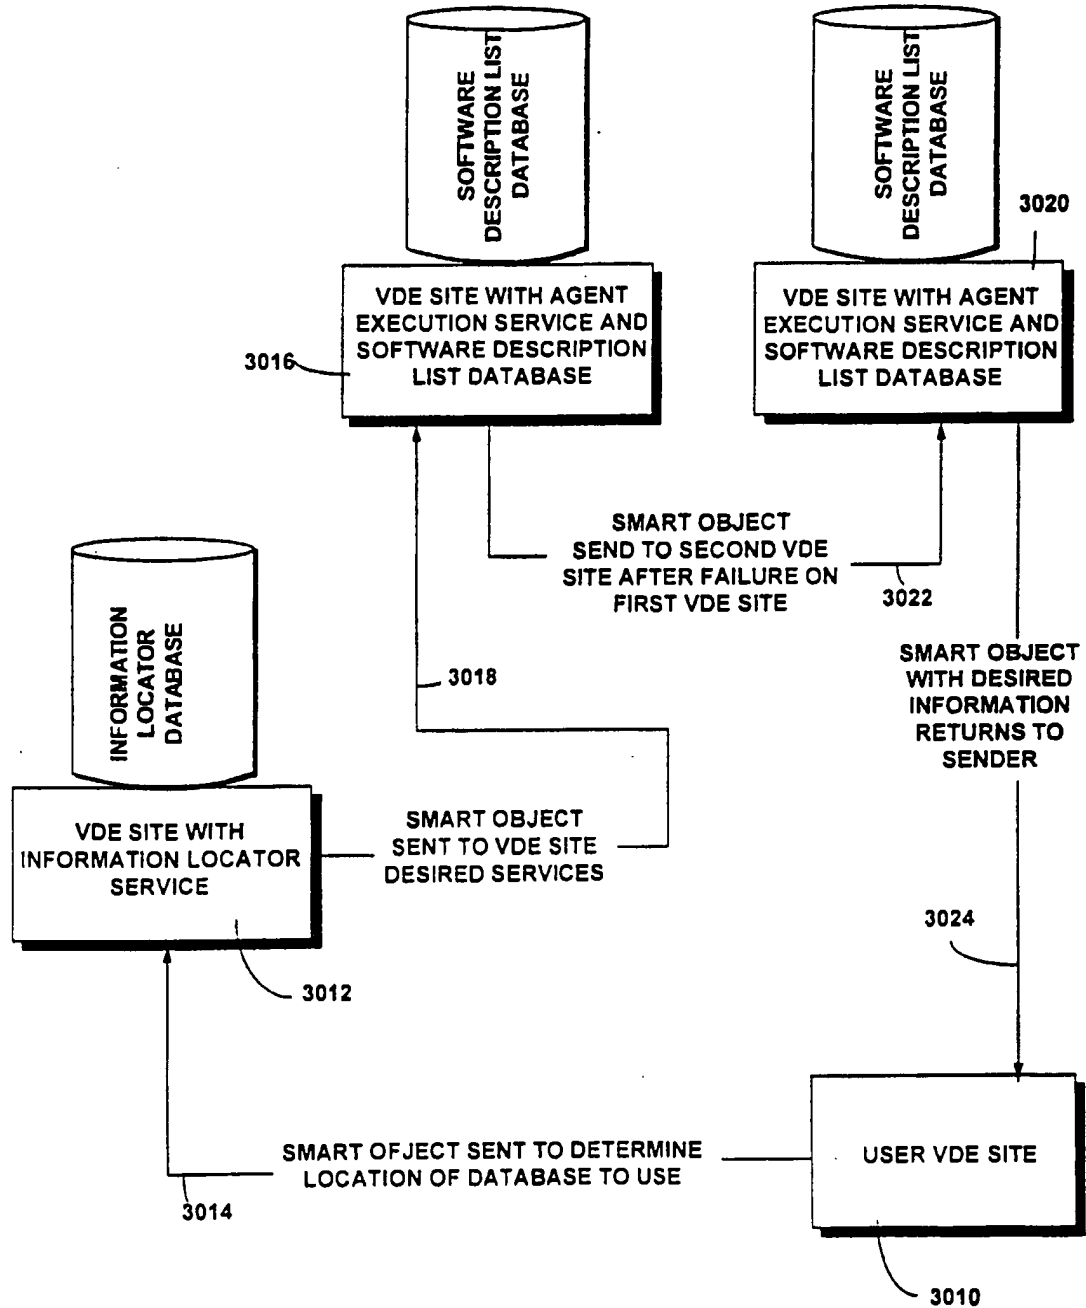 SOFTWARE
DESCRIPTION LIST
DATABASE
SOFTWARE
DESCRIPTION LIST
DATABASE
3020
VDE SITE WITH AGENT
EXECUTION SERVICE AND
SOFTWARE DESCRIPTION
LIST DATABASE
3016
VDE SITE WITH AGENT
EXECUTION SERVICE AND
SOFTWARE DESCRIPTION
LIST DATABASE
SMART OBJECT
SEND TO SECOND VDE
SITE AFTER FAILURE ON
FIRST VDE SITE
3022
INFORMATION
LOCATOR
DATABASE
3018
SMART OBJECT
WITH DESIRED
INFORMATION
RETURNS TO
SENDER
VDE SITE WITH
INFORMATION LOCATOR
SERVICE
SMART OBJECT
SENT TO VDE SITE
DESIRED SERVICES
3024
3012
SMART OFJECT SENT TO DETERMINE
LOCATION OF DATABASE TO USE
3014
USER VDE SITE
3010